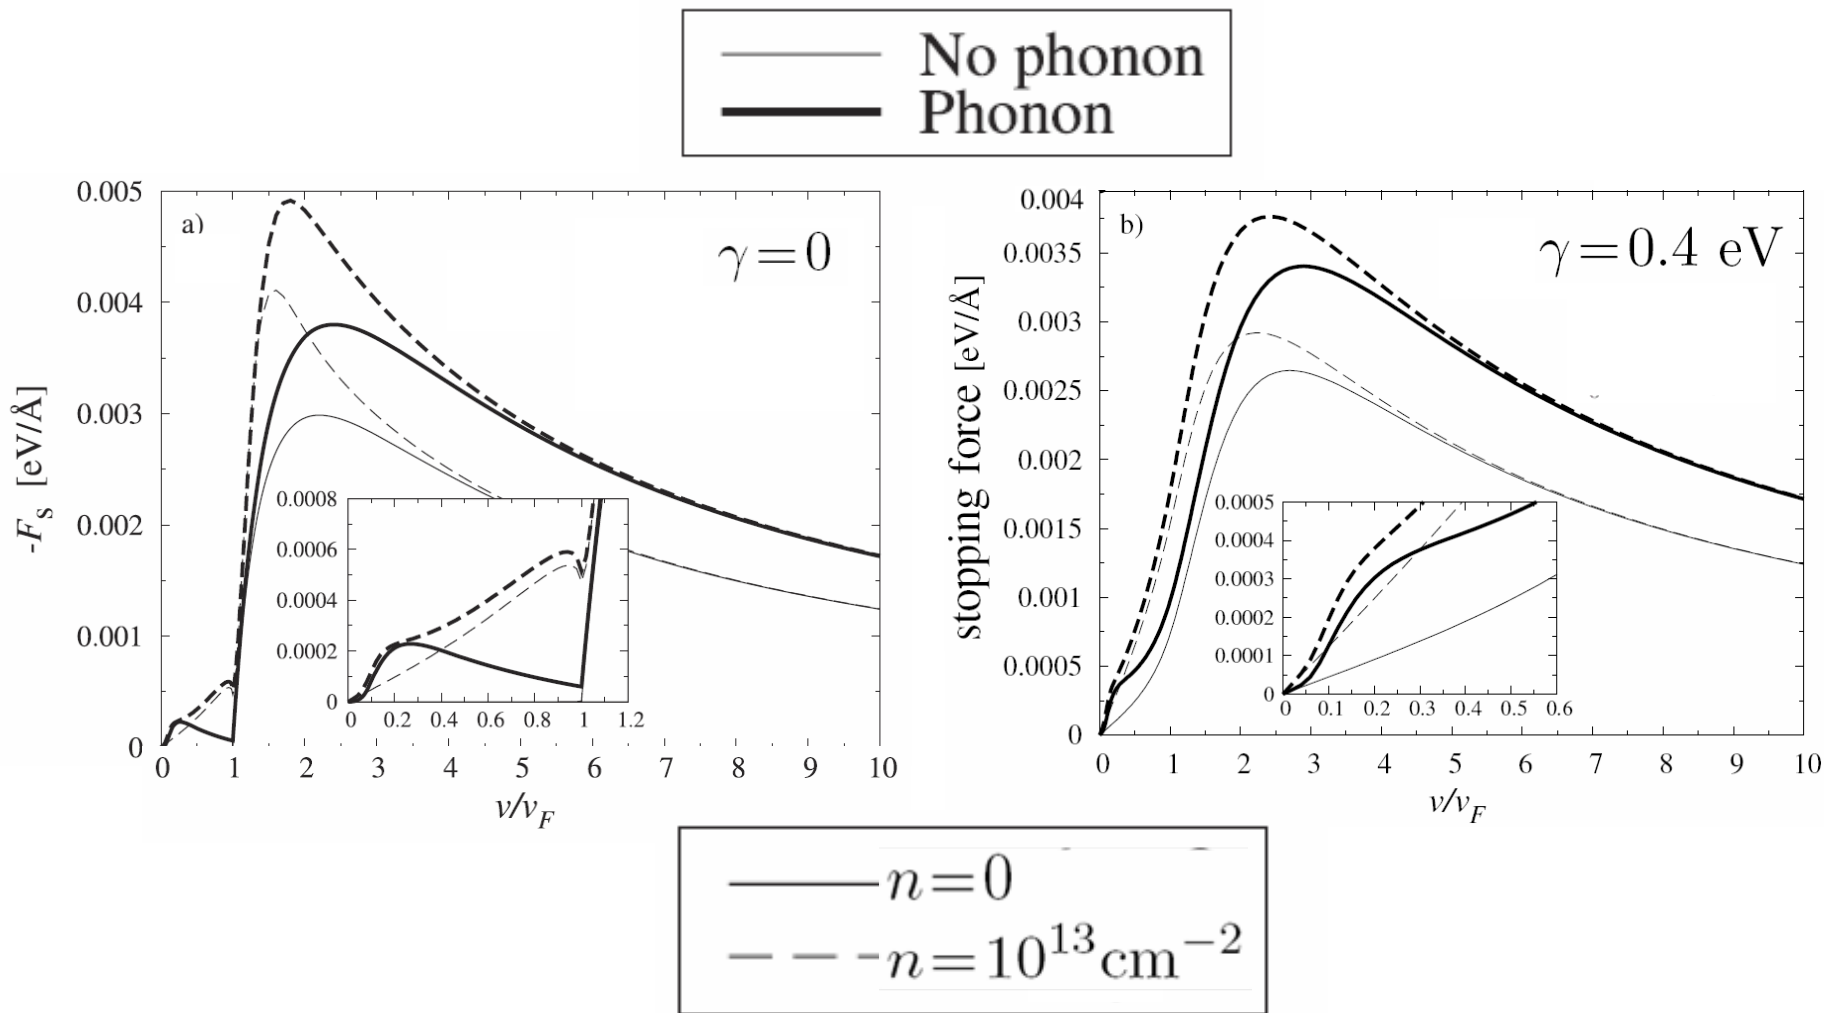 No phonon
Phonon
a)
γ=0
-F_s [eV/Å]
0.005
0.004
0.003
0.002
0.001
0
0 1 2 3 4 5 6 7 8 9 10
v/v_F
0.0008
0.0006
0.0004
0.0002
0
0 0.2 0.4 0.6 0.8 1 1.2
b)
γ=0.4 eV
stopping force [eV/Å]
0.004
0.0035
0.003
0.0025
0.002
0.0015
0.001
0.0005
0
0 1 2 3 4 5 6 7 8 9 10
v/v_F
0.0005
0.0004
0.0003
0.0002
0.0001
0
0 0.1 0.2 0.3 0.4 0.5 0.6
n=0
n=10^13 cm^−2